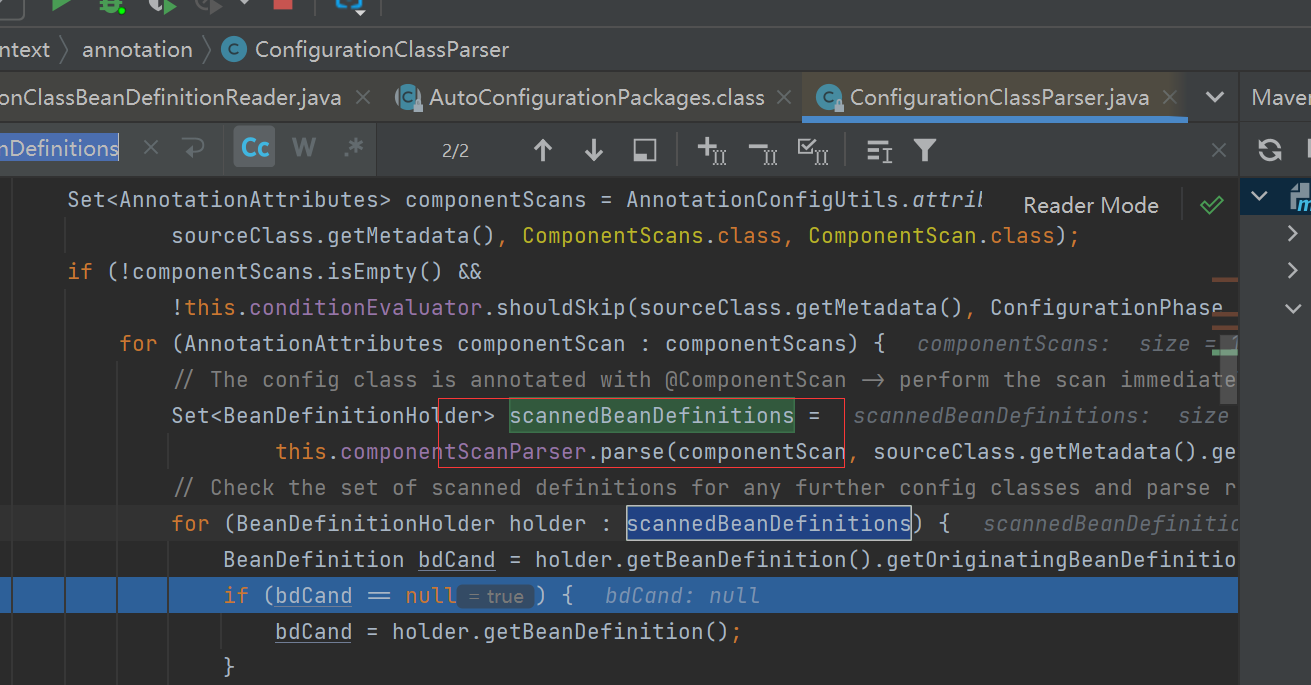 ntext annotation C ConfigurationClassParser
onClassBeanDefinitionReader.java AutoConfigurationPackages.class ConfigurationClassParser.java Maven
nDefinitions Cc W .* 2/2
Set<AnnotationAttributes> componentScans = AnnotationConfigUtils.attrib Reader Mode
sourceClass.getMetadata(), ComponentScans.class, ComponentScan.class);
if (!componentScans.isEmpty() &&
!this.conditionEvaluator.shouldSkip(sourceClass.getMetadata(), ConfigurationPhase
for (AnnotationAttributes componentScan : componentScans) { componentScans: size = 1
// The config class is annotated with @ComponentScan -> perform the scan immediate
Set<BeanDefinitionHolder> scannedBeanDefinitions = scannedBeanDefinitions: size
this.componentScanParser.parse(componentScan, sourceClass.getMetadata().ge
// Check the set of scanned definitions for any further config classes and parse r
for (BeanDefinitionHolder holder : scannedBeanDefinitions) { scannedBeanDefinitio
BeanDefinition bdCand = holder.getBeanDefinition().getOriginatingBeanDefinitio
if (bdCand == null = true ) { bdCand: null
bdCand = holder.getBeanDefinition();
}